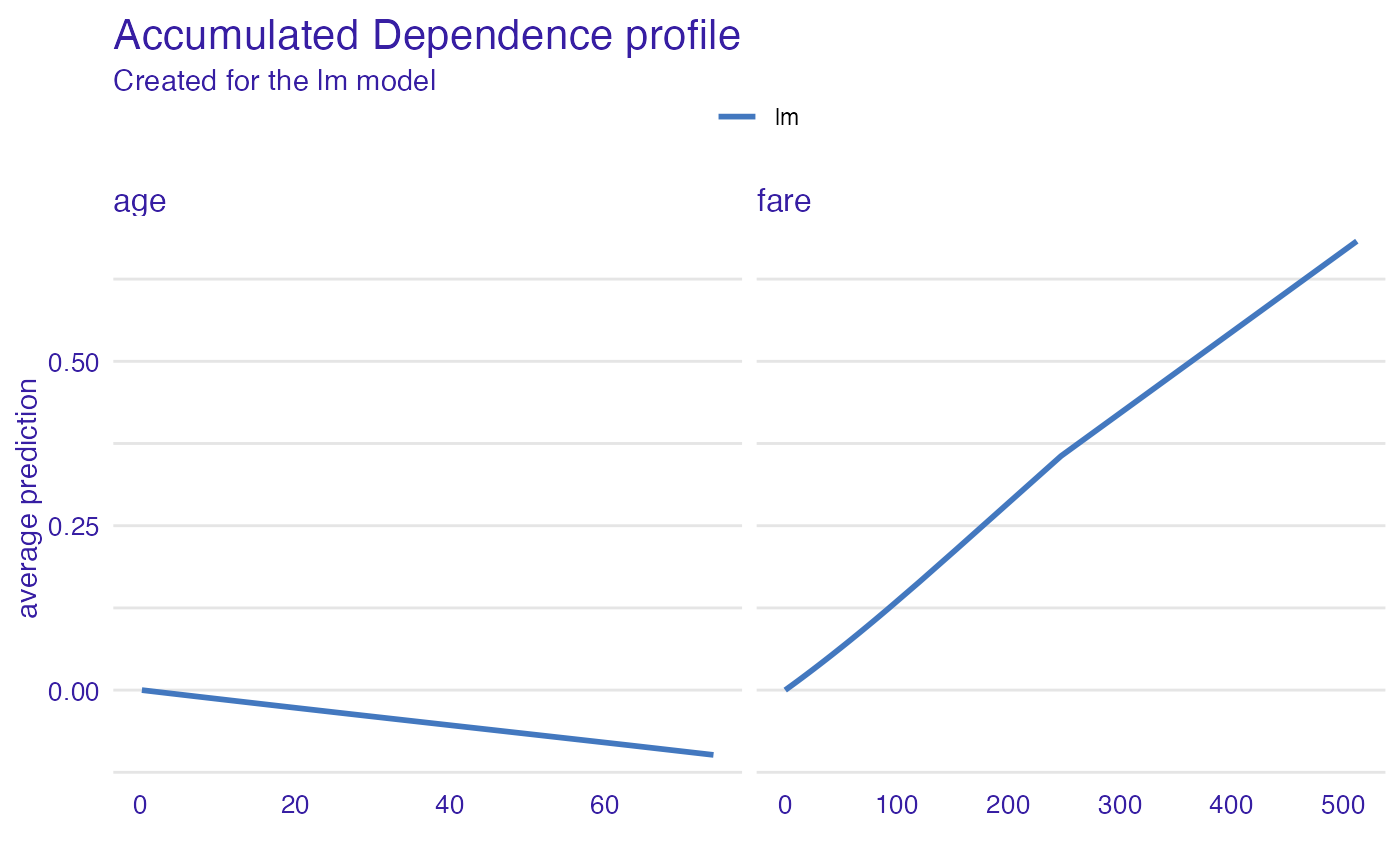 Accumulated Dependence profile
Created for the lm model
lm
age
fare
average prediction
0.50
0.25
0.00
0 20 40 60
0 100 200 300 400 500